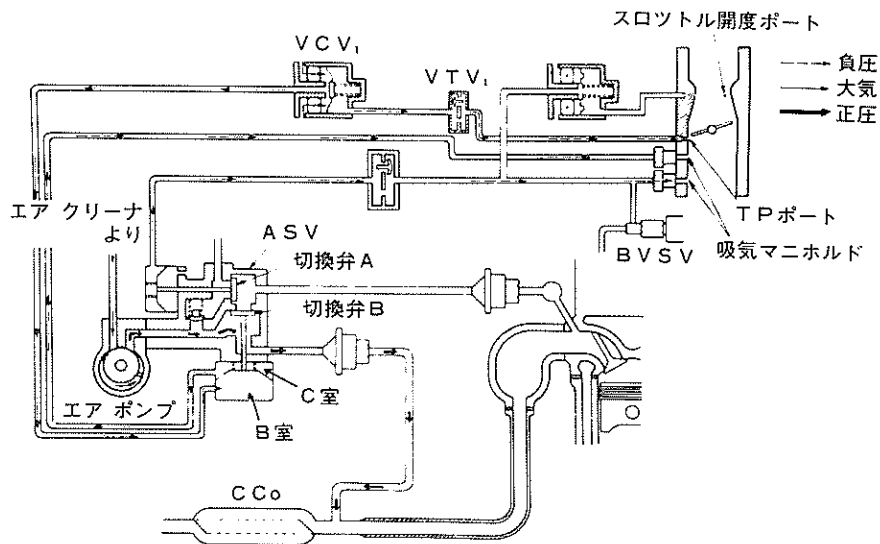 スロツトル開度ポート
VCV₁
VTV₁
負圧
大気
正圧
エア クリーナ
より
ASV
切換弁A
切換弁B
TPポート
BVSV
吸気マニホルド
エア ポンプ
C室
B室
CCo